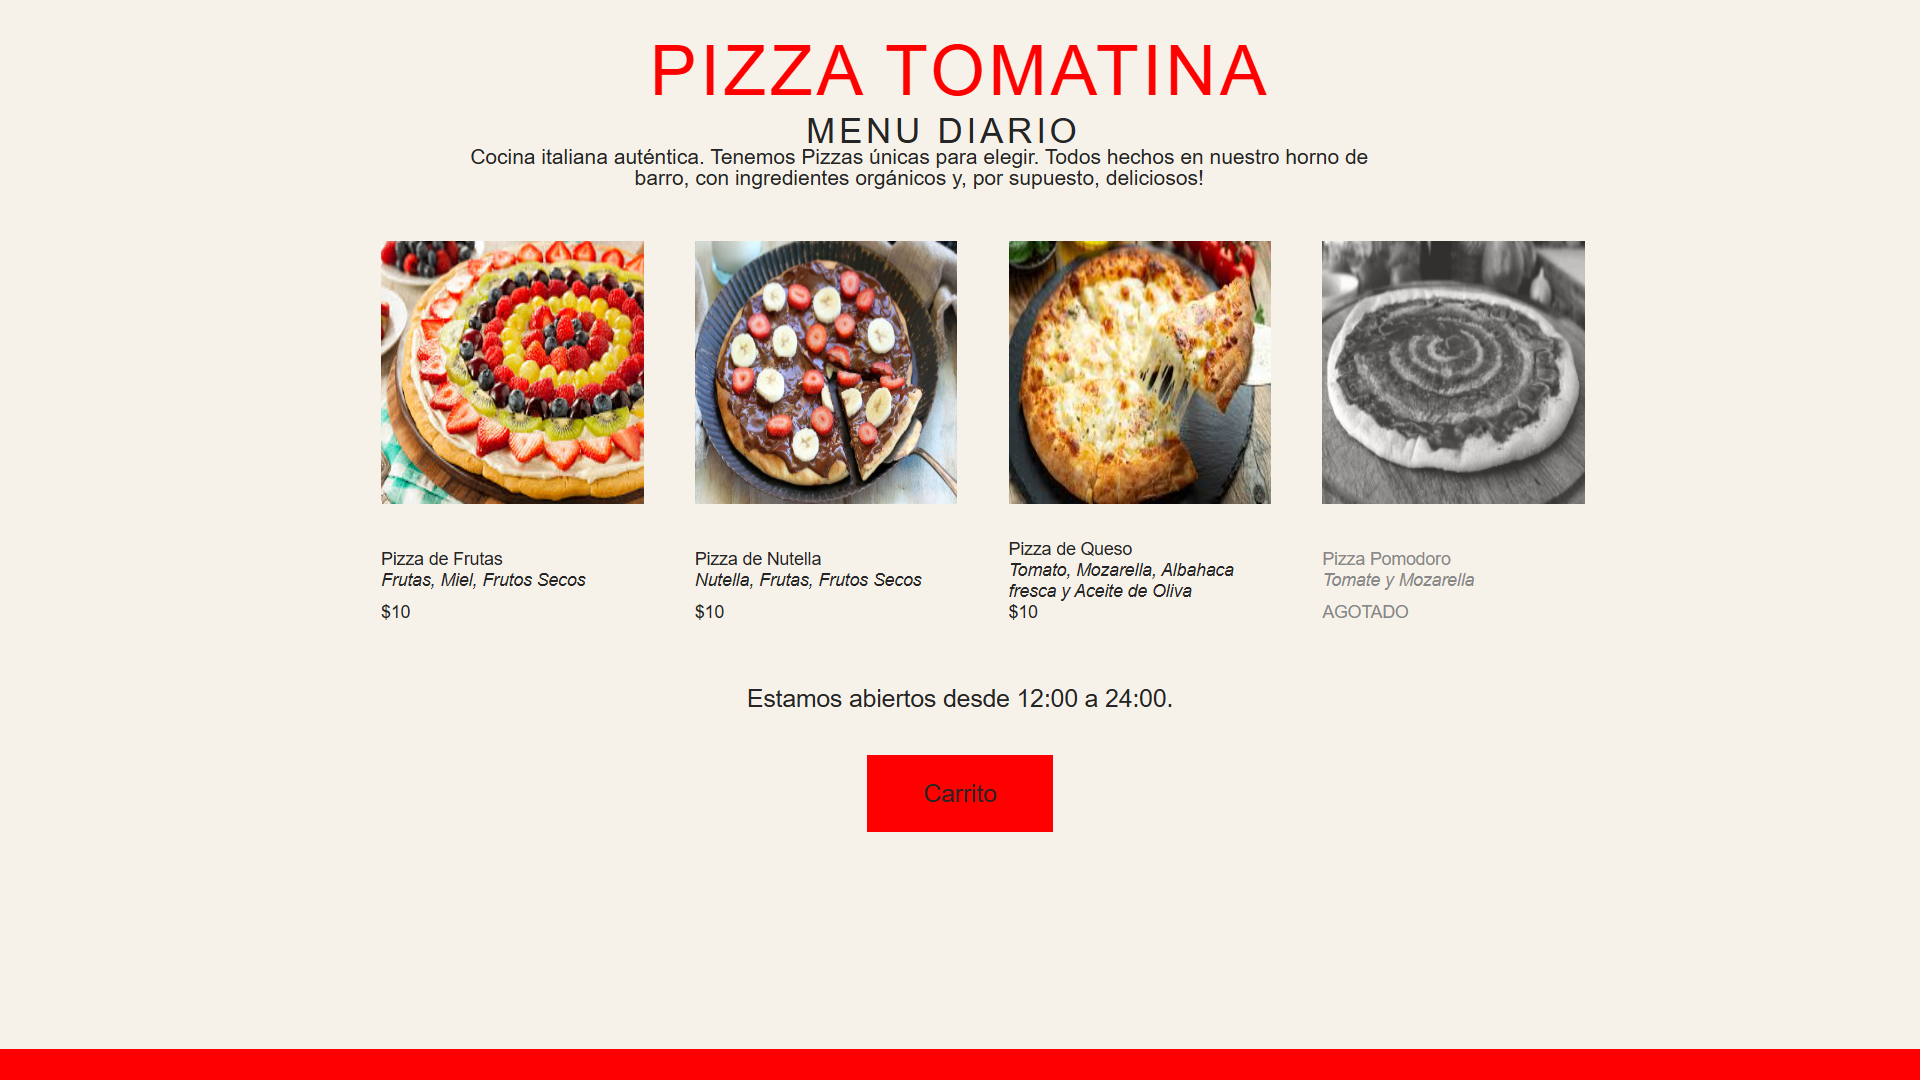 PIZZA TOMATINA
MENU DIARIO
Cocina italiana auténtica. Tenemos Pizzas únicas para elegir. Todos hechos en nuestro horno de
barro, con ingredientes orgánicos y, por supuesto, deliciosos!
Pizza de Frutas
Frutas, Miel, Frutos Secos
$10
Pizza de Nutella
Nutella, Frutas, Frutos Secos
$10
Pizza de Queso
Tomato, Mozarella, Albahaca
fresca y Aceite de Oliva
$10
Pizza Pomodoro
Tomate y Mozarella
AGOTADO
Estamos abiertos desde 12:00 a 24:00.
Carrito